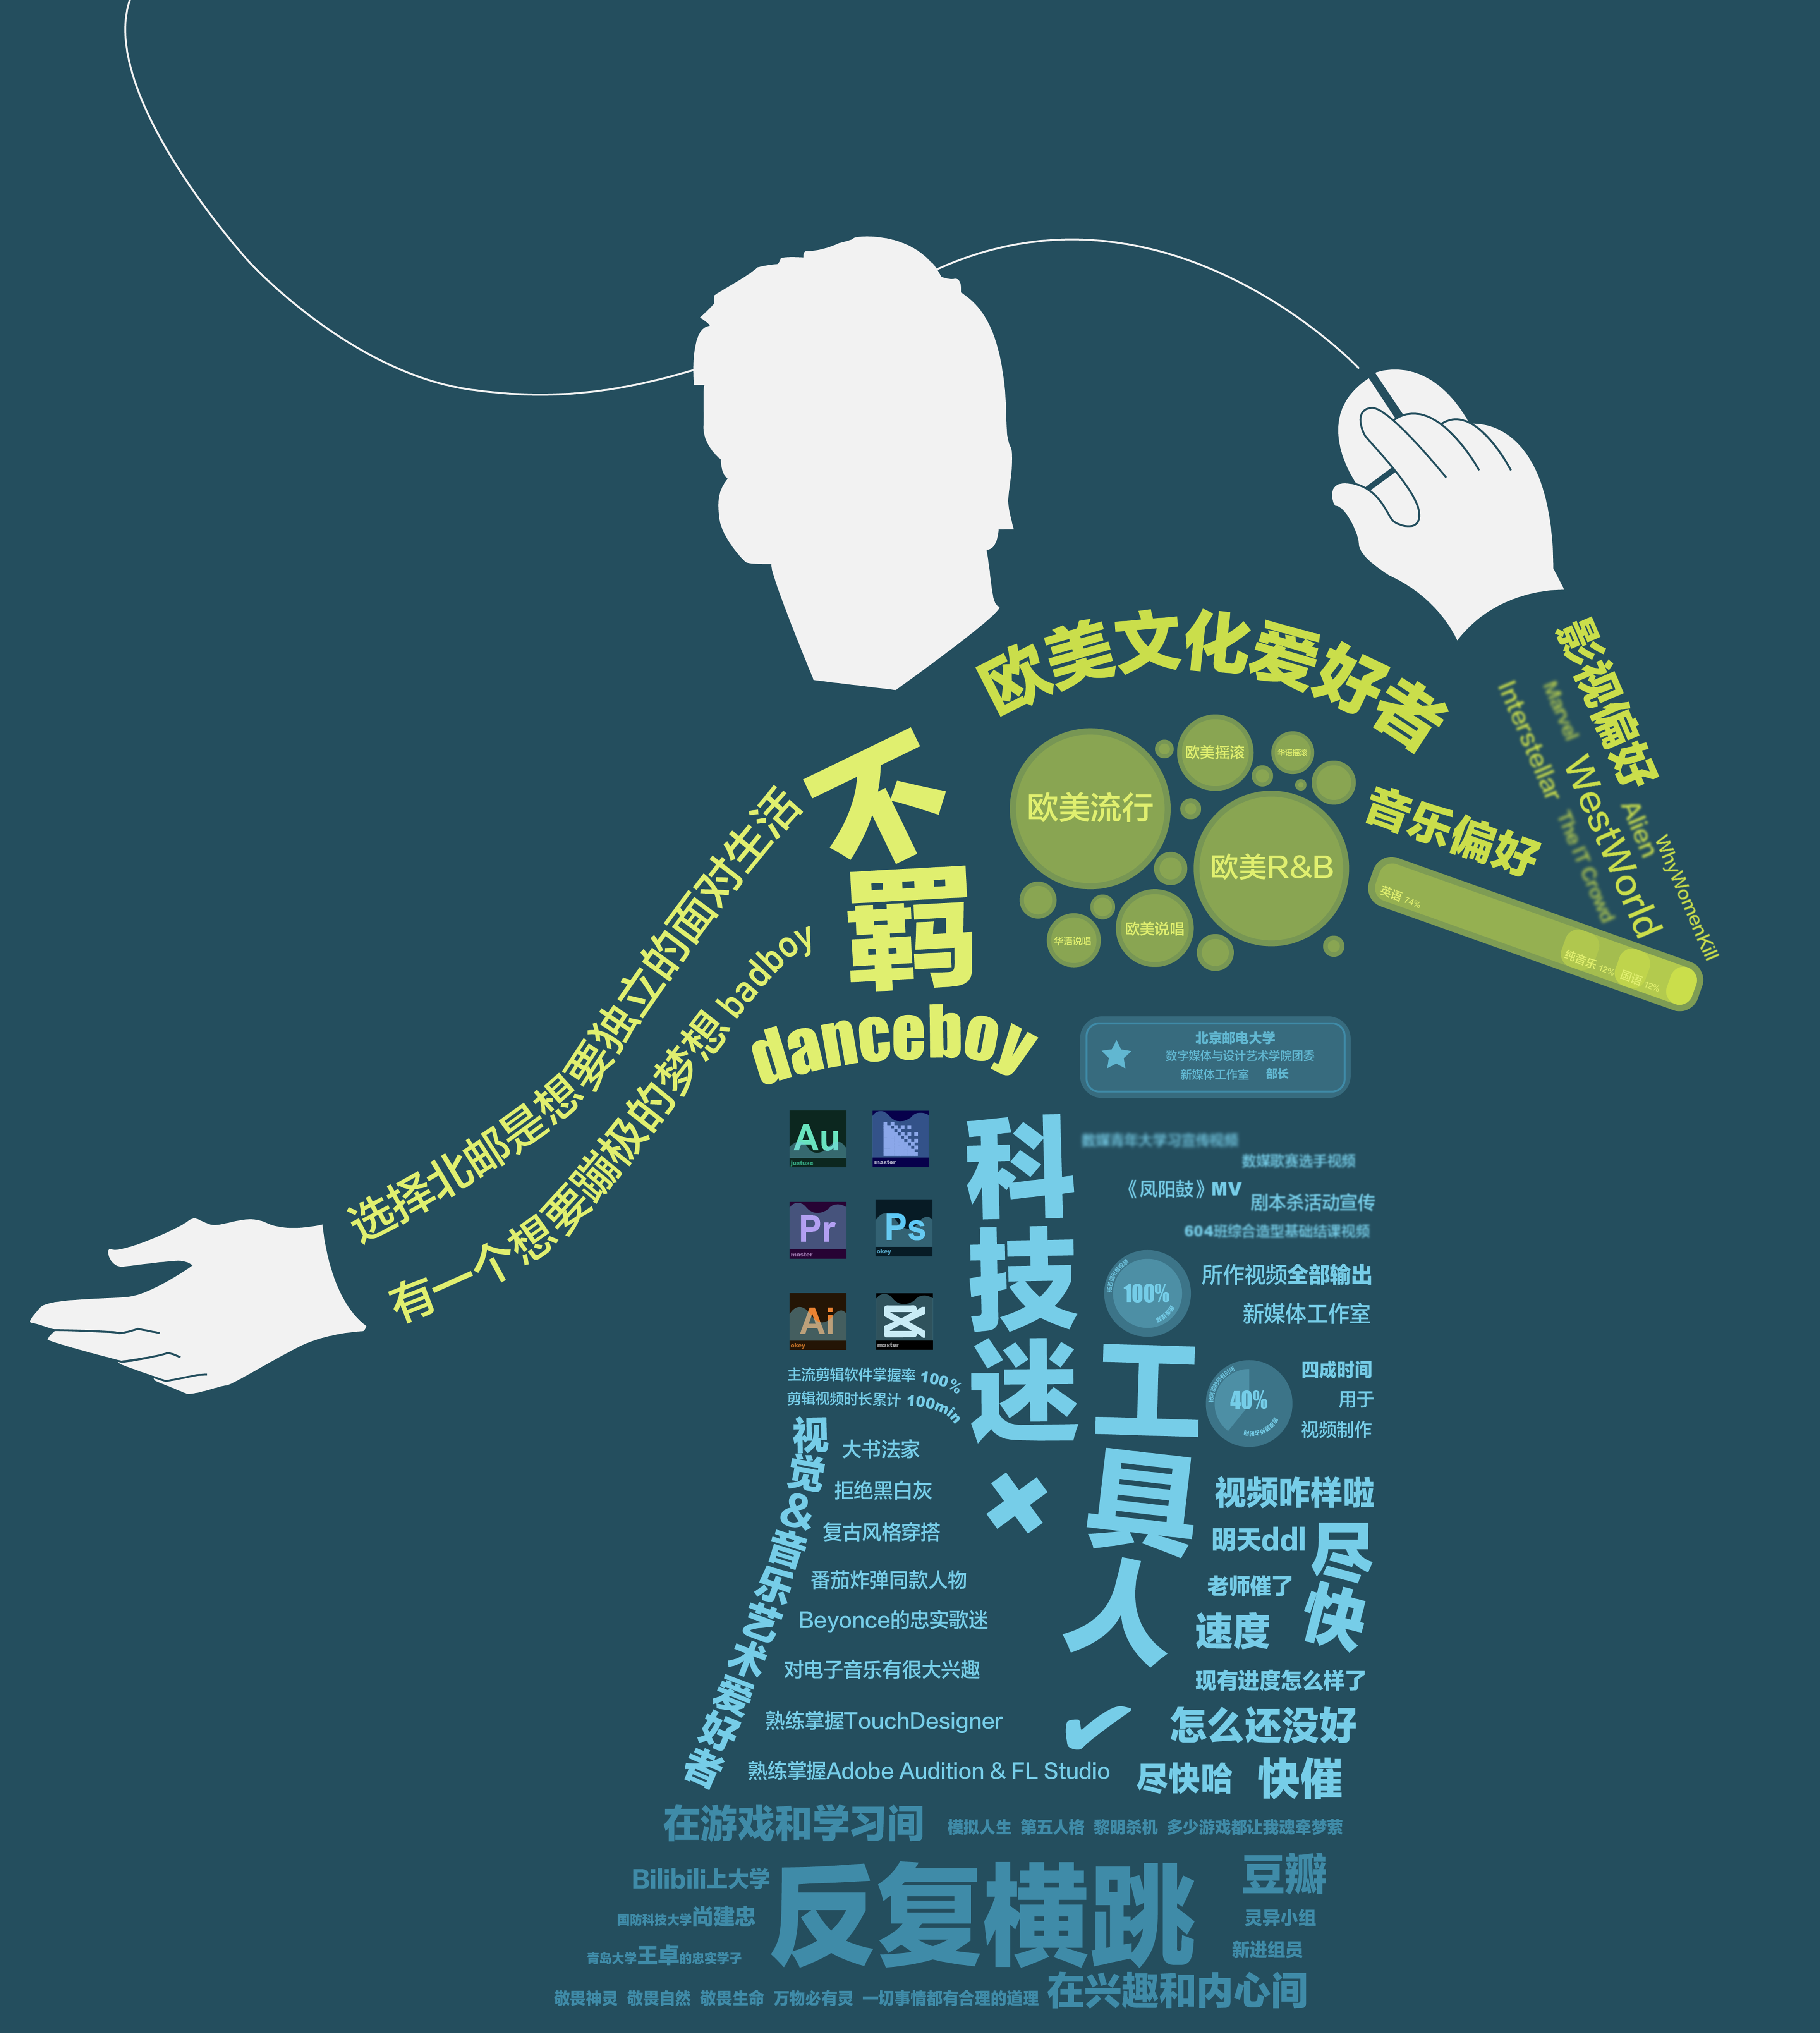 欧美文化爱好者
影视偏好
Marvel
Interstellar
WestWorld
Alien
The IT Crowd
WhyWomenKill
音乐偏好
英语 74%
纯音乐 12%
国语 12%
欧美流行
欧美摇滚
华语摇滚
欧美R&B
欧美说唱
华语说唱
不羁
danceboy
选择北邮是想要独立的面对生活
有一个想要蹦极的梦想 badboy
北京邮电大学
数字媒体与设计艺术学院团委
新媒体工作室 部长
Au
justuse
master
Pr
master
Ps
okey
Ai
okey
master
主流剪辑软件掌握率 100%
剪辑视频时长累计 100min
科技迷
工具人
数媒青年大学习宣传视频
数媒歌赛选手视频
《凤阳鼓》MV
剧本杀活动宣传
604班综合造型基础结课视频
100%
所作视频全部输出
新媒体工作室
40%
四成时间
用于
视频制作
视觉&音乐艺术爱好者
大书法家
拒绝黑白灰
复古风格穿搭
番茄炸弹同款人物
Beyonce的忠实歌迷
对电子音乐有很大兴趣
熟练掌握TouchDesigner
熟练掌握Adobe Audition & FL Studio
视频咋样啦
明天ddl
尽快
老师催了
速度
现有进度怎么样了
怎么还没好
尽快哈 快催
在游戏和学习间
模拟人生 第五人格 黎明杀机 多少游戏都让我魂牵梦萦
Bilibili上大学
国防科技大学尚建忠
青岛大学王卓的忠实学子
反复横跳
豆瓣
灵异小组
新进组员
敬畏神灵 敬畏自然 敬畏生命 万物必有灵 一切事情都有合理的道理
在兴趣和内心间